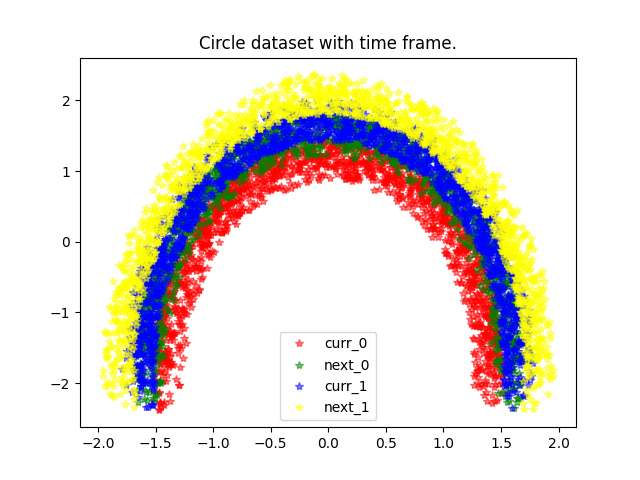 Circle dataset with time frame.
2
1
0
−1
−2
curr_0
next_0
curr_1
next_1
−2.0 −1.5 −1.0 −0.5 0.0 0.5 1.0 1.5 2.0